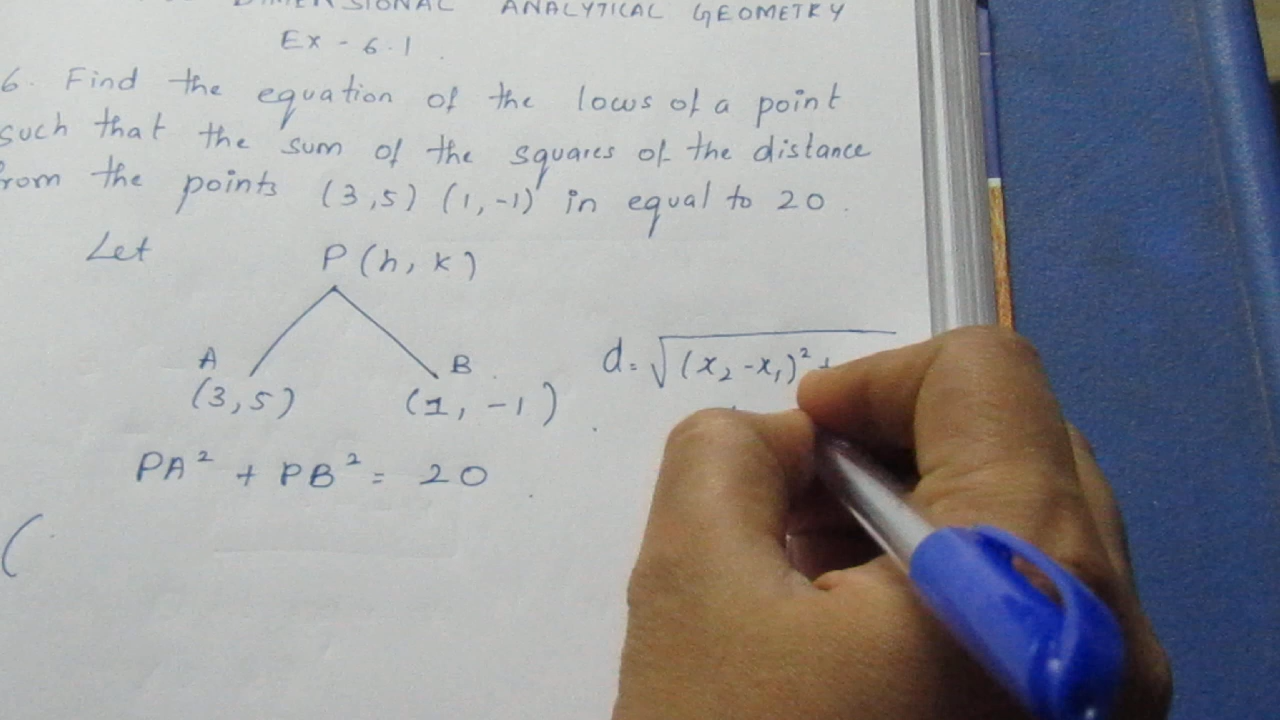 DIMENSIONAL ANALYTICAL GEOMETRY
Ex - 6.1
6. Find the equation of the locus of a point
such that the sum of the squares of the distance
from the points (3,5) (1,-1) in equal to 20.
Let P(h, k)
A B
(3,5) (1, -1)
d = √(x₂ - x₁)² +
PA² + PB² = 20
(